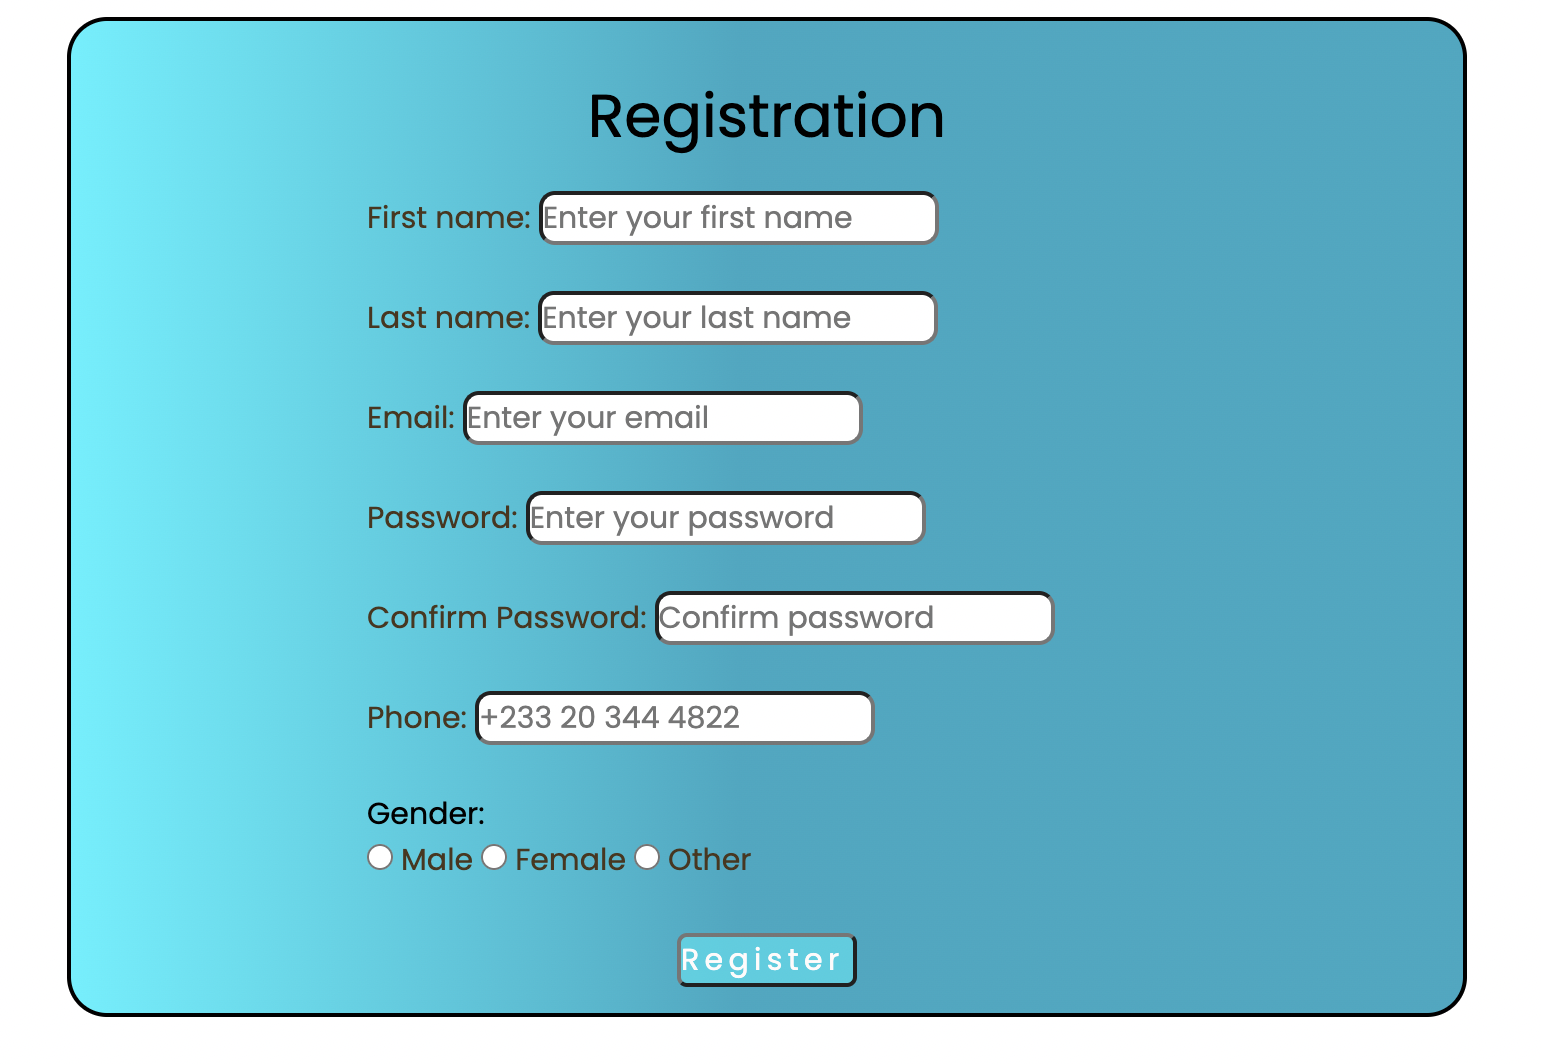 Registration
First name: Enter your first name
Last name: Enter your last name
Email: Enter your email
Password: Enter your password
Confirm Password: Confirm password
Phone: +233 20 344 4822
Gender:
Male Female Other
Register